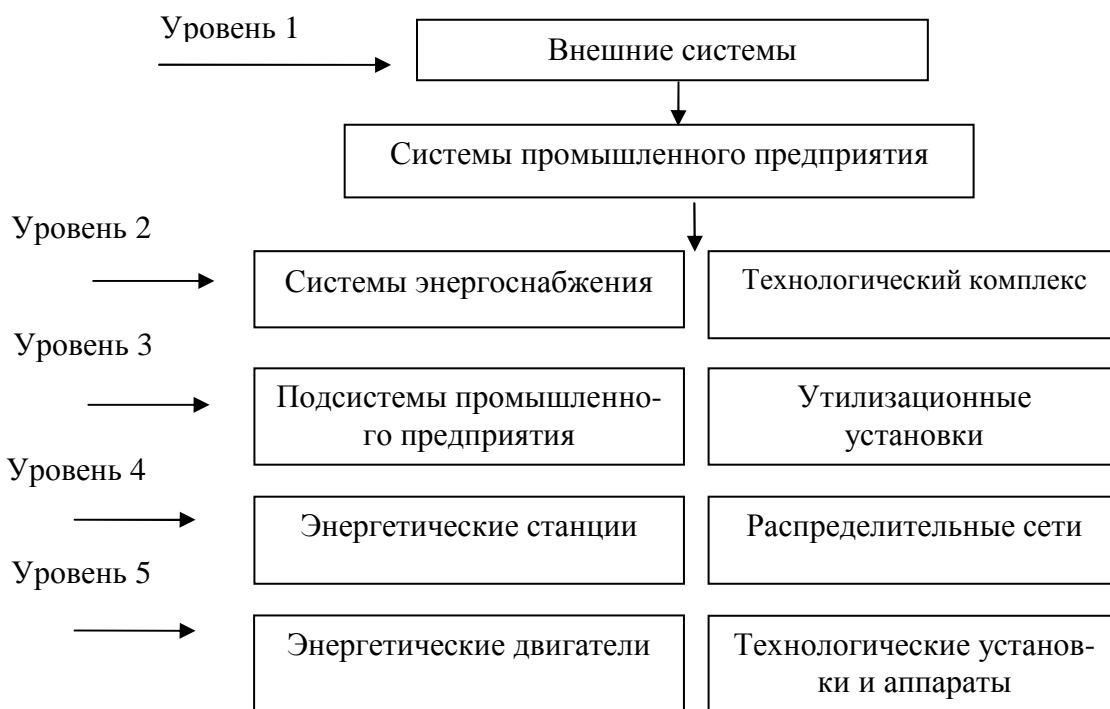 Уровень 1
Внешние системы
Системы промышленного предприятия
Уровень 2
Системы энергоснабжения
Технологический комплекс
Уровень 3
Подсистемы промышленно-
го предприятия
Утилизационные
установки
Уровень 4
Энергетические станции
Распределительные сети
Уровень 5
Энергетические двигатели
Технологические установ-
ки и аппараты